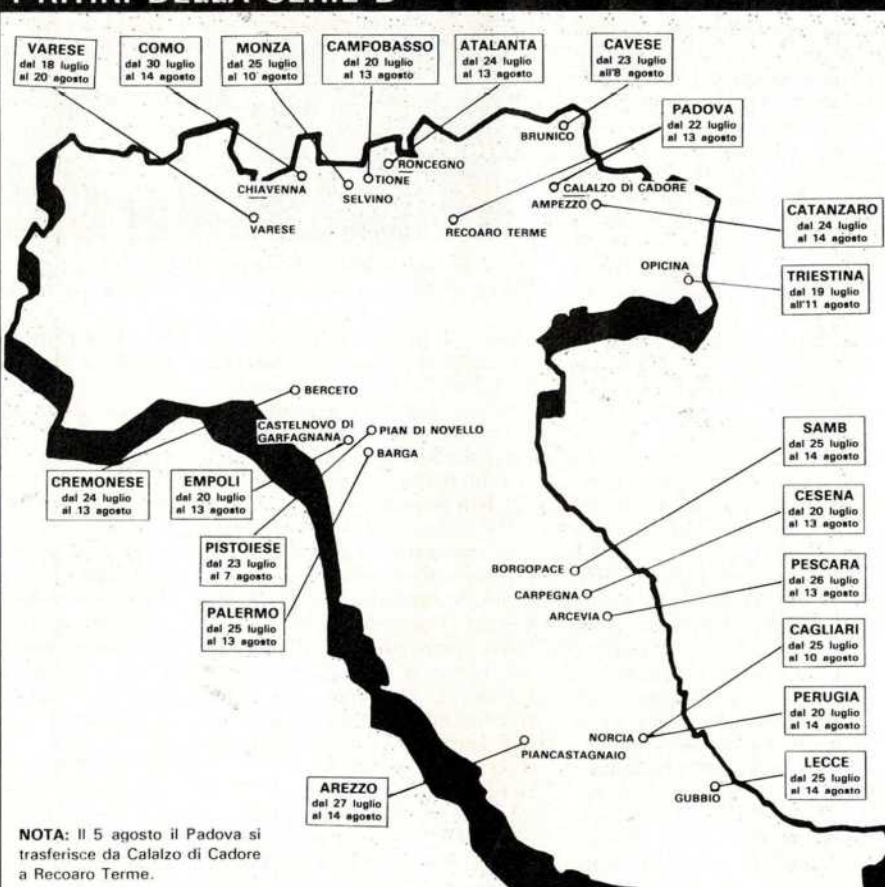 I RITIRI DELLA SERIE B
VARESE
dal 18 luglio
al 20 agosto
COMO
dal 30 luglio
al 14 agosto
MONZA
dal 25 luglio
al 10 agosto
CAMPOBASSO
dal 20 luglio
al 13 agosto
ATALANTA
dal 24 luglio
al 13 agosto
CAVESE
dal 23 luglio
all'8 agosto
PADOVA
dal 22 luglio
al 13 agosto
BRUNICO
RONCEGNO
TIONE
CHIAVENNA
SELVINO
CALALZO DI CADORE
AMPEZZO
VARESE
RECOARO TERME
CATANZARO
dal 24 luglio
al 14 agosto
OPICINA
TRIESTINA
dal 19 luglio
all'11 agosto
BERCETO
CASTELNOVO DI
GARFAGNANA
PIAN DI NOVELLO
BARGA
SAMB
dal 25 luglio
al 14 agosto
CREMONESE
dal 24 luglio
al 13 agosto
EMPOLI
dal 20 luglio
al 13 agosto
CESENA
dal 20 luglio
al 13 agosto
PISTOIESE
dal 23 luglio
al 7 agosto
BORGOPACE
CARPEGNA
ARCEVIA
PESCARA
dal 26 luglio
al 13 agosto
PALERMO
dal 25 luglio
al 13 agosto
CAGLIARI
dal 25 luglio
al 10 agosto
PERUGIA
dal 20 luglio
al 14 agosto
NORCIA
PIANCASTAGNAIO
LECCE
dal 25 luglio
al 14 agosto
GUBBIO
AREZZO
dal 27 luglio
al 14 agosto
NOTA: Il 5 agosto il Padova si
trasferisce da Calalzo di Cadore
a Recoaro Terme.